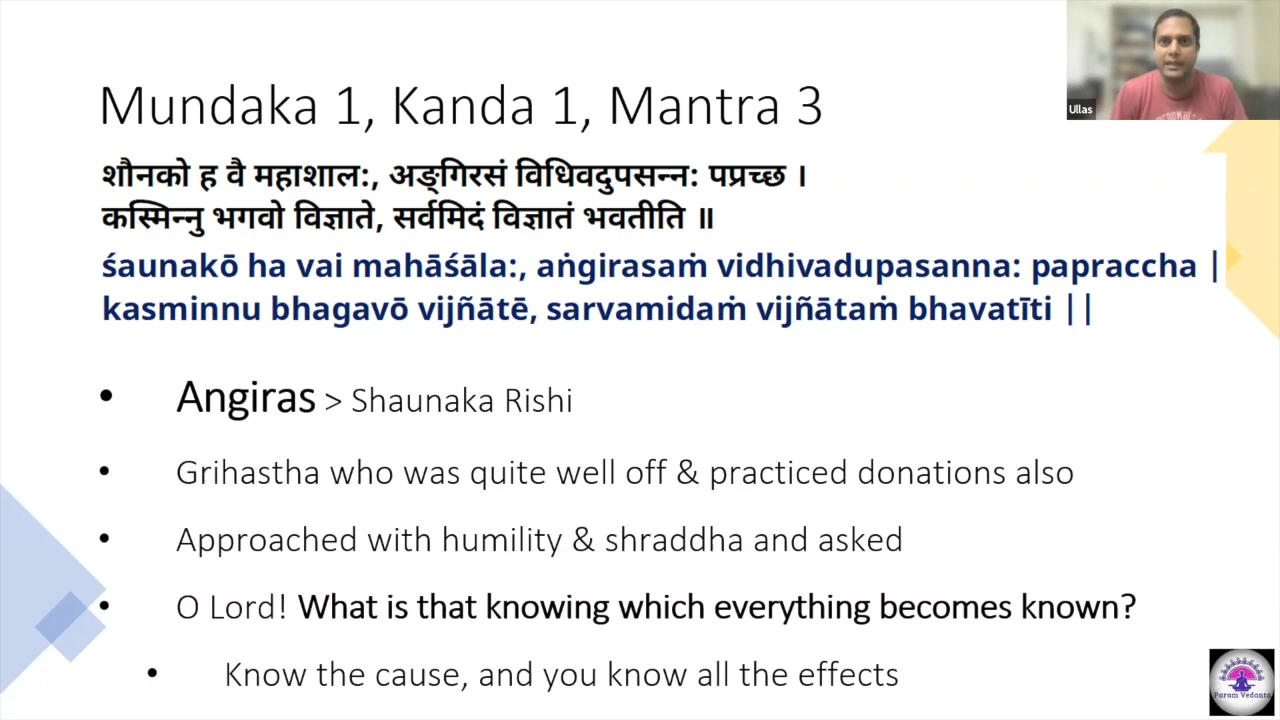 Ullas
Mundaka 1, Kanda 1, Mantra 3
शौनको ह वै महाशाल:, अङ्गिरसं विधिवदुपसन्न: पप्रच्छ ।
कस्मिन्नु भगवो विज्ञाते, सर्वमिदं विज्ञातं भवतीति ॥
śaunakō ha vai mahāśāla:, aṅgirasaṁ vidhivadupasanna: papraccha |
kasminnu bhagavō vijñātē, sarvamidaṁ vijñātaṁ bhavatīti ||
• Angiras > Shaunaka Rishi
• Grihastha who was quite well off & practiced donations also
• Approached with humility & shraddha and asked
• O Lord! What is that knowing which everything becomes known?
• Know the cause, and you know all the effects
Param Vedanta